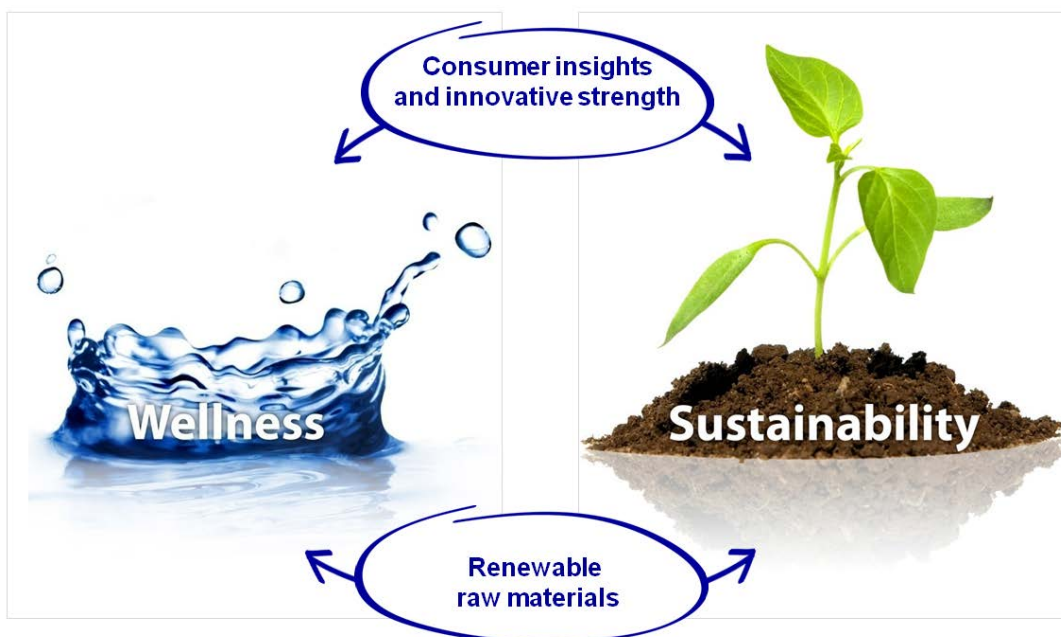 Consumer insights
and innovative strength
Wellness
Sustainability
Renewable
raw materials